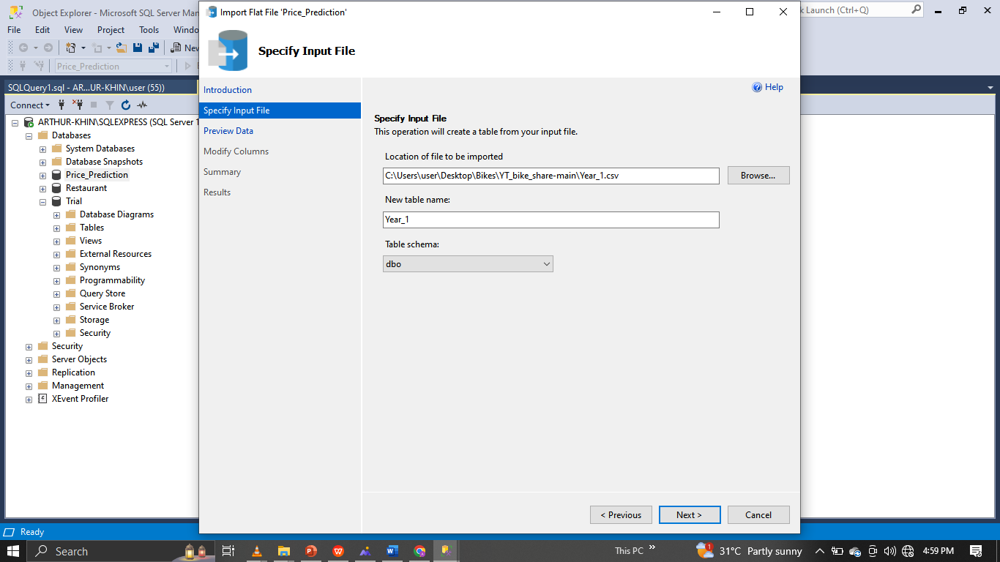 Object Explorer - Microsoft SQL Server Man
Import Flat File 'Price_Prediction'
k Launch (Ctrl+Q)
File Edit View Project Tools Windo
New
Price_Prediction
Specify Input File
SQLQuery1.sql - AR...UR-KHIN\user (55))
Connect
ARTHUR-KHIN\SQLEXPRESS (SQL Server 1
Databases
System Databases
Database Snapshots
Price_Prediction
Restaurant
Trial
Database Diagrams
Tables
Views
External Resources
Synonyms
Programmability
Query Store
Service Broker
Storage
Security
Security
Server Objects
Replication
Management
XEvent Profiler
Introduction
Specify Input File
Preview Data
Modify Columns
Summary
Results
Help
Specify Input File
This operation will create a table from your input file.
Location of file to be imported
C:\Users\user\Desktop\Bikes\YT_bike_share-main\Year_1.csv
Browse...
New table name:
Year_1
Table schema:
dbo
< Previous
Next >
Cancel
Ready
Search
This PC
1
31°C Partly sunny
4:59 PM